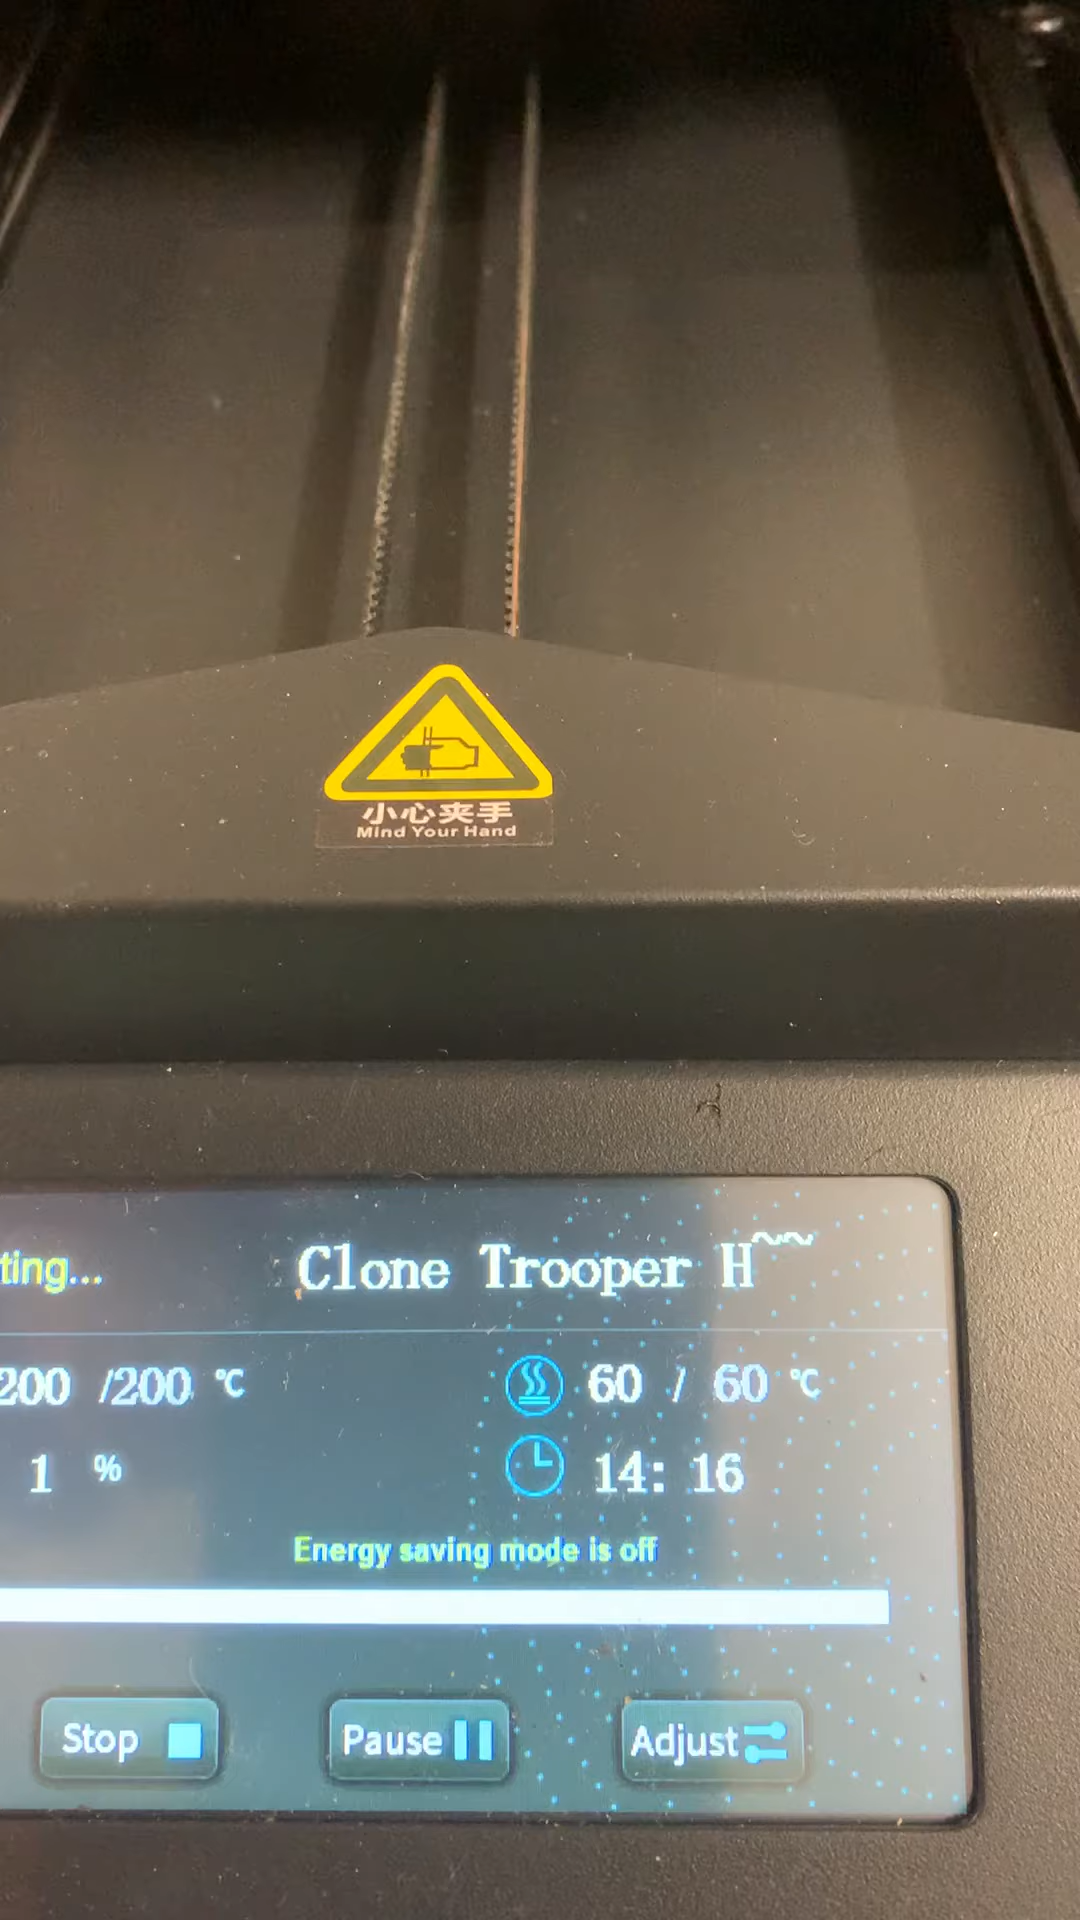 小心夹手
Mind Your Hand
ting...
Clone Trooper H~~
200 /200 ℃
60 / 60 ℃
1 %
14: 16
Energy saving mode is off
Stop
Pause
Adjust